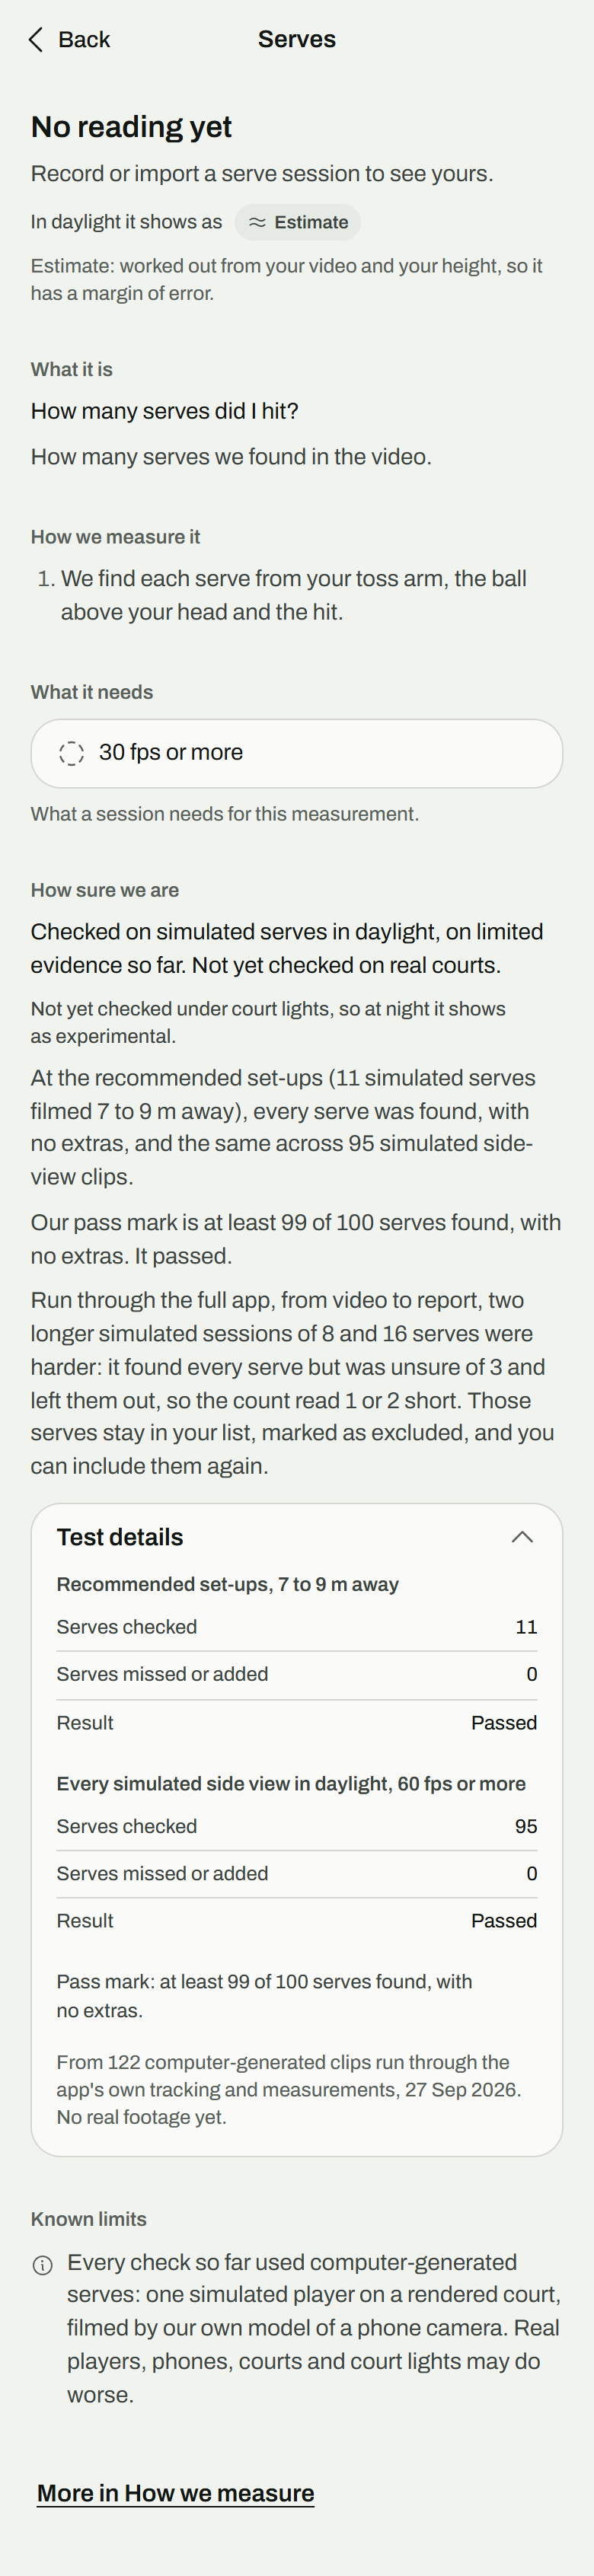 Back
Serves
No reading yet
Record or import a serve session to see yours.
In daylight it shows as ≈ Estimate
Estimate: worked out from your video and your height, so it
has a margin of error.
What it is
How many serves did I hit?
How many serves we found in the video.
How we measure it
1. We find each serve from your toss arm, the ball
above your head and the hit.
What it needs
30 fps or more
What a session needs for this measurement.
How sure we are
Checked on simulated serves in daylight, on limited
evidence so far. Not yet checked on real courts.
Not yet checked under court lights, so at night it shows
as experimental.
At the recommended set-ups (11 simulated serves
filmed 7 to 9 m away), every serve was found, with
no extras, and the same across 95 simulated side-
view clips.
Our pass mark is at least 99 of 100 serves found, with
no extras. It passed.
Run through the full app, from video to report, two
longer simulated sessions of 8 and 16 serves were
harder: it found every serve but was unsure of 3 and
left them out, so the count read 1 or 2 short. Those
serves stay in your list, marked as excluded, and you
can include them again.
Test details
Recommended set-ups, 7 to 9 m away
Serves checked 11
Serves missed or added 0
Result Passed
Every simulated side view in daylight, 60 fps or more
Serves checked 95
Serves missed or added 0
Result Passed
Pass mark: at least 99 of 100 serves found, with
no extras.
From 122 computer-generated clips run through the
app's own tracking and measurements, 27 Sep 2026.
No real footage yet.
Known limits
Every check so far used computer-generated
serves: one simulated player on a rendered court,
filmed by our own model of a phone camera. Real
players, phones, courts and court lights may do
worse.
More in How we measure